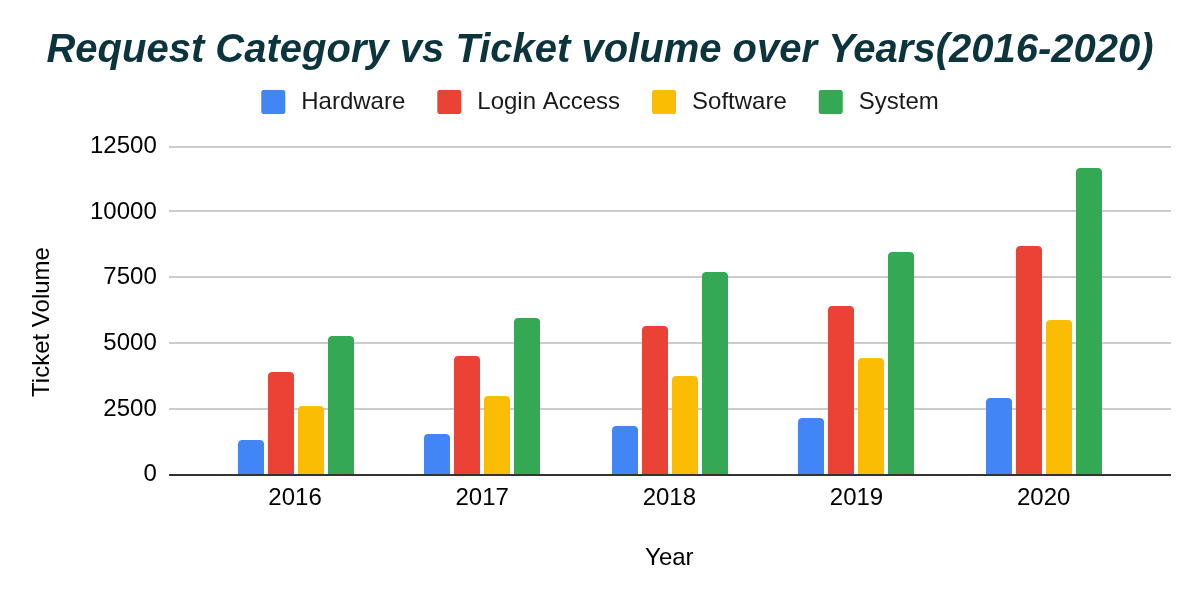 Request Category vs Ticket volume over Years(2016-2020)
Hardware Login Access Software System
12500
10000
7500
5000
2500
0
Ticket Volume
2016 2017 2018 2019 2020
Year